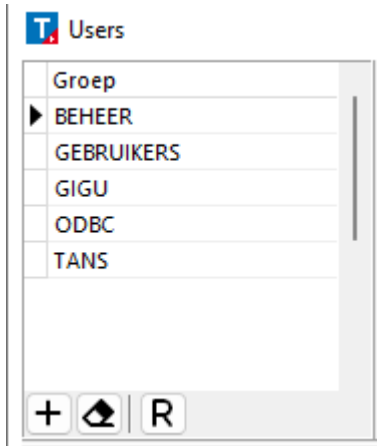 T Users
Groep
BEHEER
GEBRUIKERS
GIGU
ODBC
TANS
R